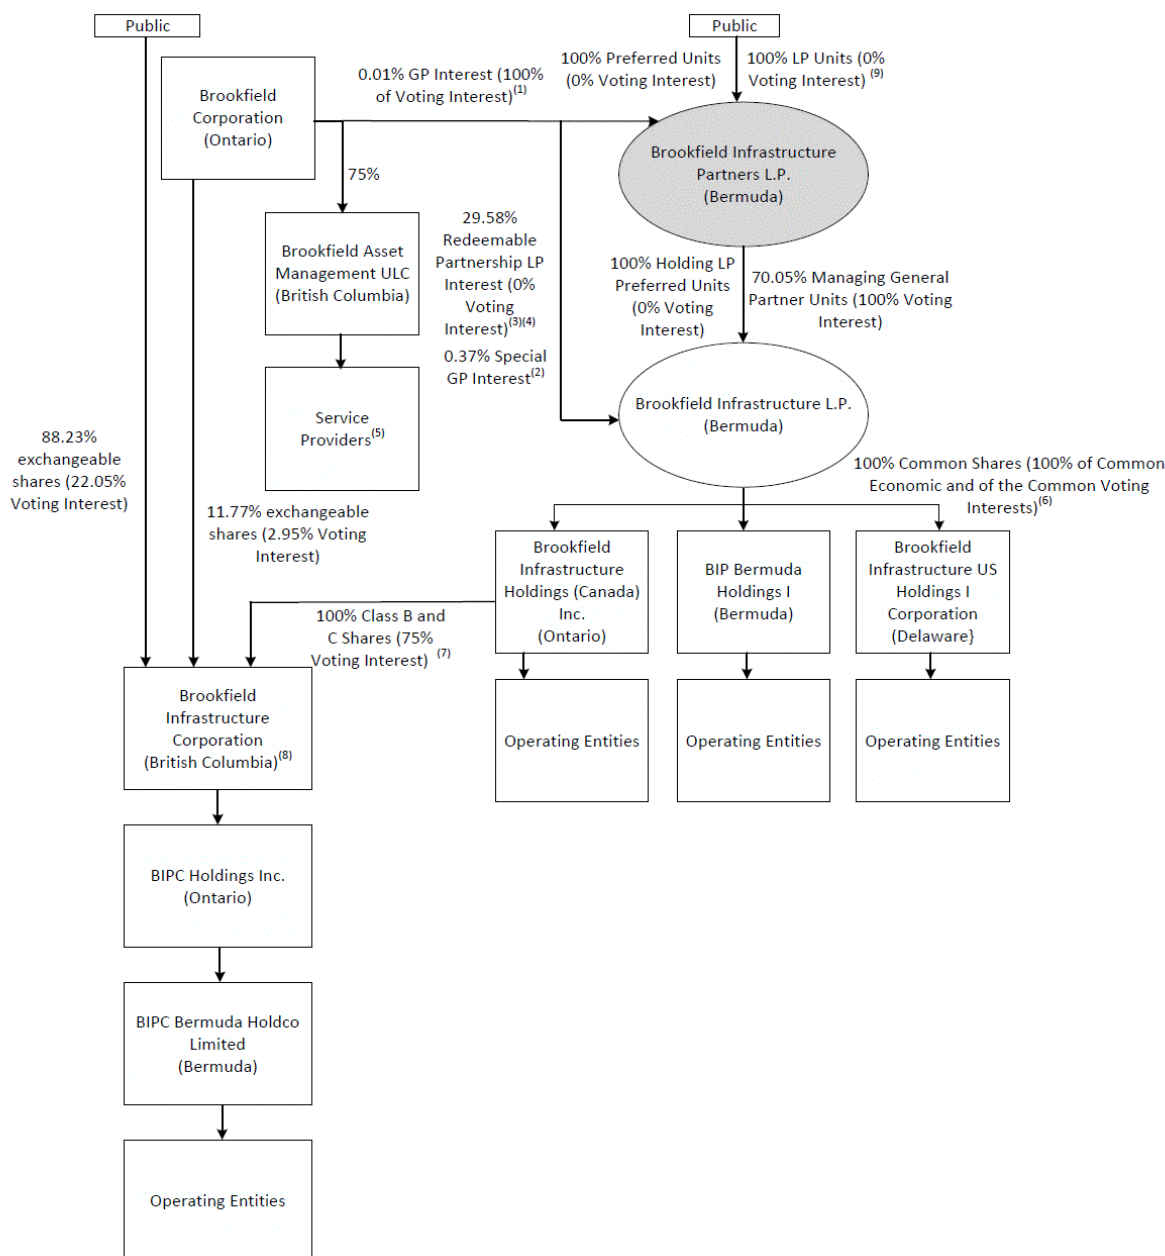 Public
Public
100% Preferred Units
(0% Voting Interest)
100% LP Units (0%
Voting Interest) (9)
0.01% GP Interest (100%
of Voting Interest)(1)
Brookfield
Corporation
(Ontario)
Brookfield Infrastructure
Partners L.P.
(Bermuda)
75%
29.58%
Redeemable
Partnership LP
Interest (0%
Voting
Interest)(3)(4)
0.37% Special
GP Interest(2)
Brookfield Asset
Management ULC
(British Columbia)
100% Holding LP
Preferred Units
(0% Voting
Interest)
70.05% Managing General
Partner Units (100% Voting
Interest)
Service
Providers(5)
Brookfield Infrastructure L.P.
(Bermuda)
88.23%
exchangeable
shares (22.05%
Voting Interest)
11.77% exchangeable
shares (2.95% Voting
Interest)
100% Common Shares (100% of Common
Economic and of the Common Voting
Interests)(6)
Brookfield
Infrastructure
Holdings (Canada)
Inc.
(Ontario)
BIP Bermuda
Holdings I
(Bermuda)
Brookfield
Infrastructure US
Holdings I
Corporation
(Delaware}
100% Class B and
C Shares (75%
Voting Interest) (7)
Brookfield
Infrastructure
Corporation
(British Columbia)(8)
Operating Entities
Operating Entities
Operating Entities
BIPC Holdings Inc.
(Ontario)
BIPC Bermuda Holdco
Limited
(Bermuda)
Operating Entities